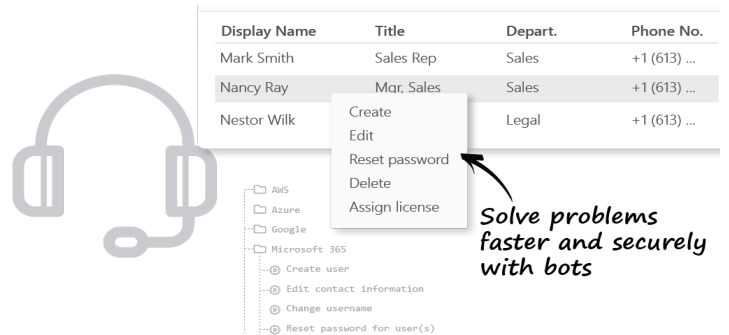 Display Name Title Depart. Phone No.
Mark Smith Sales Rep Sales +1 (613) ...
Nancy Ray Mgr, Sales Sales +1 (613) ...
Nestor Wilk Legal +1 (613) ...
Create
Edit
Reset password
Delete
Assign license
Solve problems
faster and securely
with bots
AWS
Azure
Google
Microsoft 365
Create user
Edit contact information
Change username
Reset password for user(s)